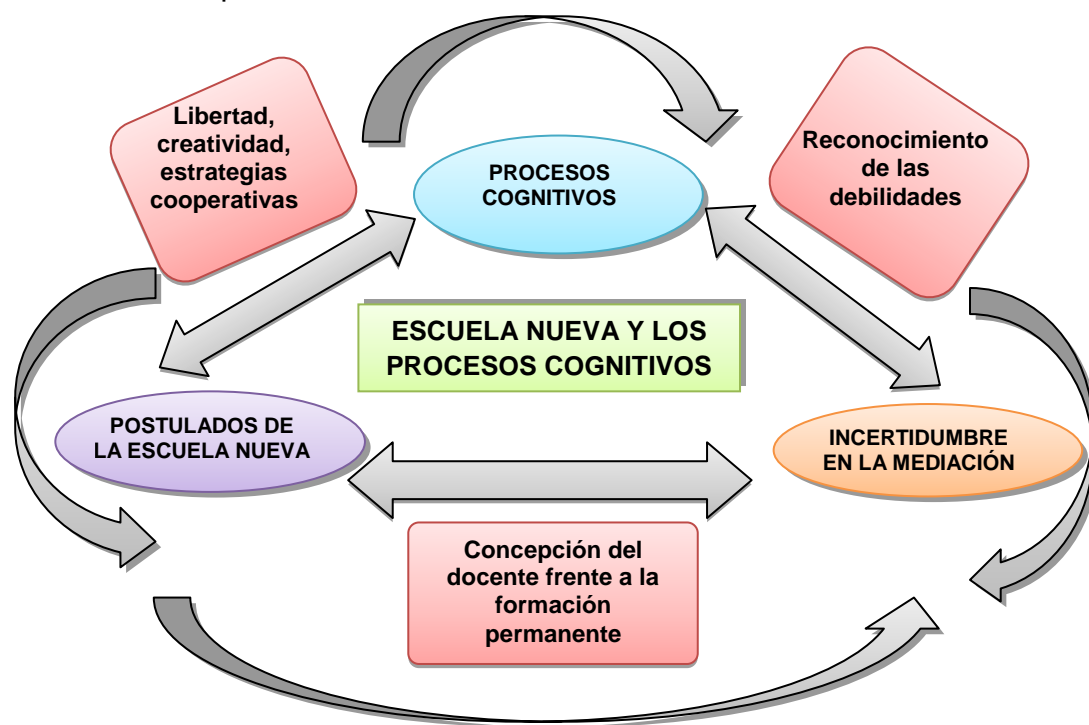 Libertad,
creatividad,
estrategias
cooperativas
PROCESOS
COGNITIVOS
Reconocimiento
de las
debilidades
ESCUELA NUEVA Y LOS
PROCESOS COGNITIVOS
POSTULADOS DE
LA ESCUELA NUEVA
INCERTIDUMBRE
EN LA MEDIACIÓN
Concepción del
docente frente a la
formación
permanente